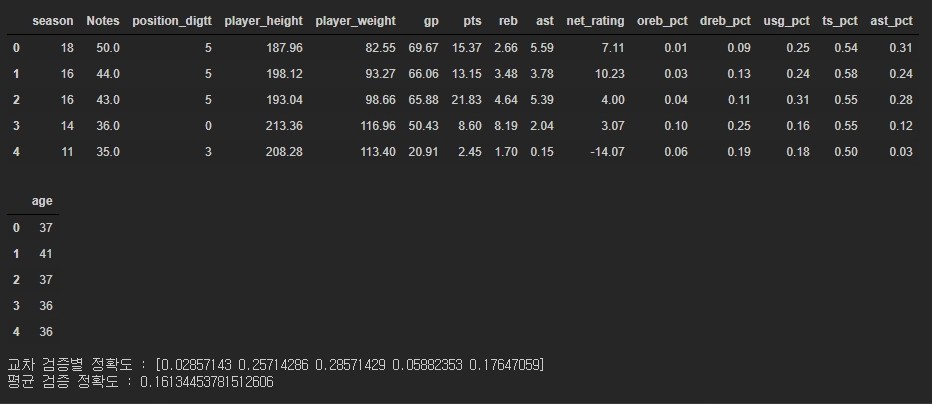 season Notes position_digtt player_height player_weight gp pts reb ast net_rating oreb_pct dreb_pct usg_pct ts_pct ast_pct
0 18 50.0 5 187.96 82.55 69.67 15.37 2.66 5.59 7.11 0.01 0.09 0.25 0.54 0.31
1 16 44.0 5 198.12 93.27 66.06 13.15 3.48 3.78 10.23 0.03 0.13 0.24 0.58 0.24
2 16 43.0 5 193.04 98.66 65.88 21.83 4.64 5.39 4.00 0.04 0.11 0.31 0.55 0.28
3 14 36.0 0 213.36 116.96 50.43 8.60 8.19 2.04 3.07 0.10 0.25 0.16 0.55 0.12
4 11 35.0 3 208.28 113.40 20.91 2.45 1.70 0.15 -14.07 0.06 0.19 0.18 0.50 0.03
age
0 37
1 41
2 37
3 36
4 36
교차 검증별 정확도 : [0.02857143 0.25714286 0.28571429 0.05882353 0.17647059]
평균 검증 정확도 : 0.16134453781512606